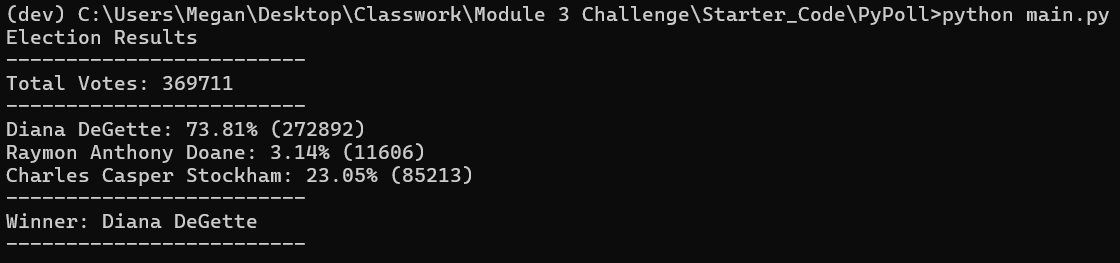 (dev) C:\Users\Megan\Desktop\Classwork\Module 3 Challenge\Starter_Code\PyPoll>python main.py
Election Results
-------------------------
Total Votes: 369711
-------------------------
Diana DeGette: 73.81% (272892)
Raymon Anthony Doane: 3.14% (11606)
Charles Casper Stockham: 23.05% (85213)
-------------------------
Winner: Diana DeGette
-------------------------